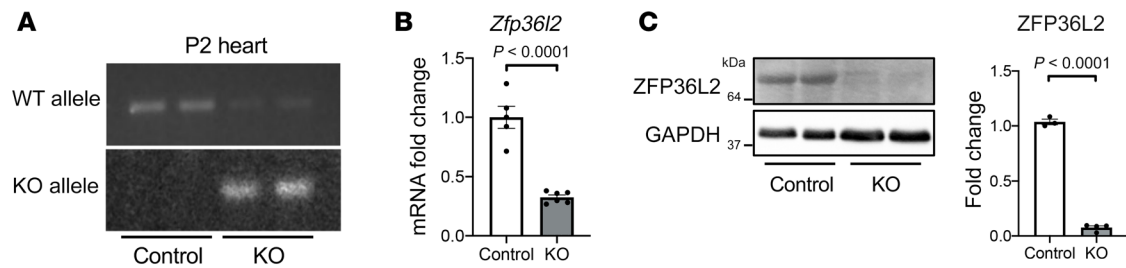 A
P2 heart
WT allele
KO allele
Control KO
B
Zfp36l2
P < 0.0001
mRNA fold change
1.5
1.0
0.5
0.0
Control KO
C
kDa
ZFP36L2
64
GAPDH
37
Control KO
ZFP36L2
P < 0.0001
Fold change
1.5
1.0
0.5
0.0
Control KO